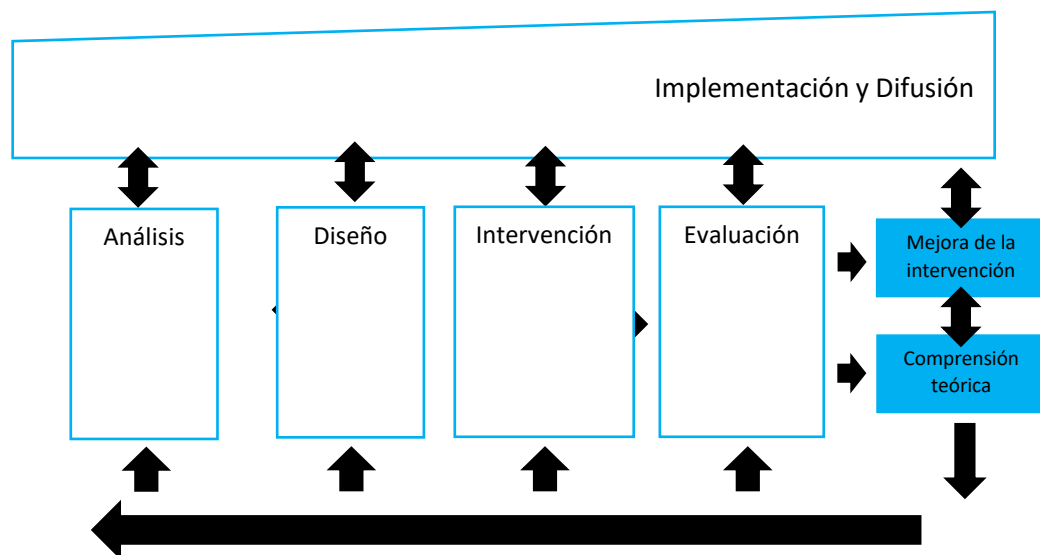 Implementación y Difusión
Análisis
Diseño
Intervención
Evaluación
Mejora de la
intervención
Comprensión
teórica